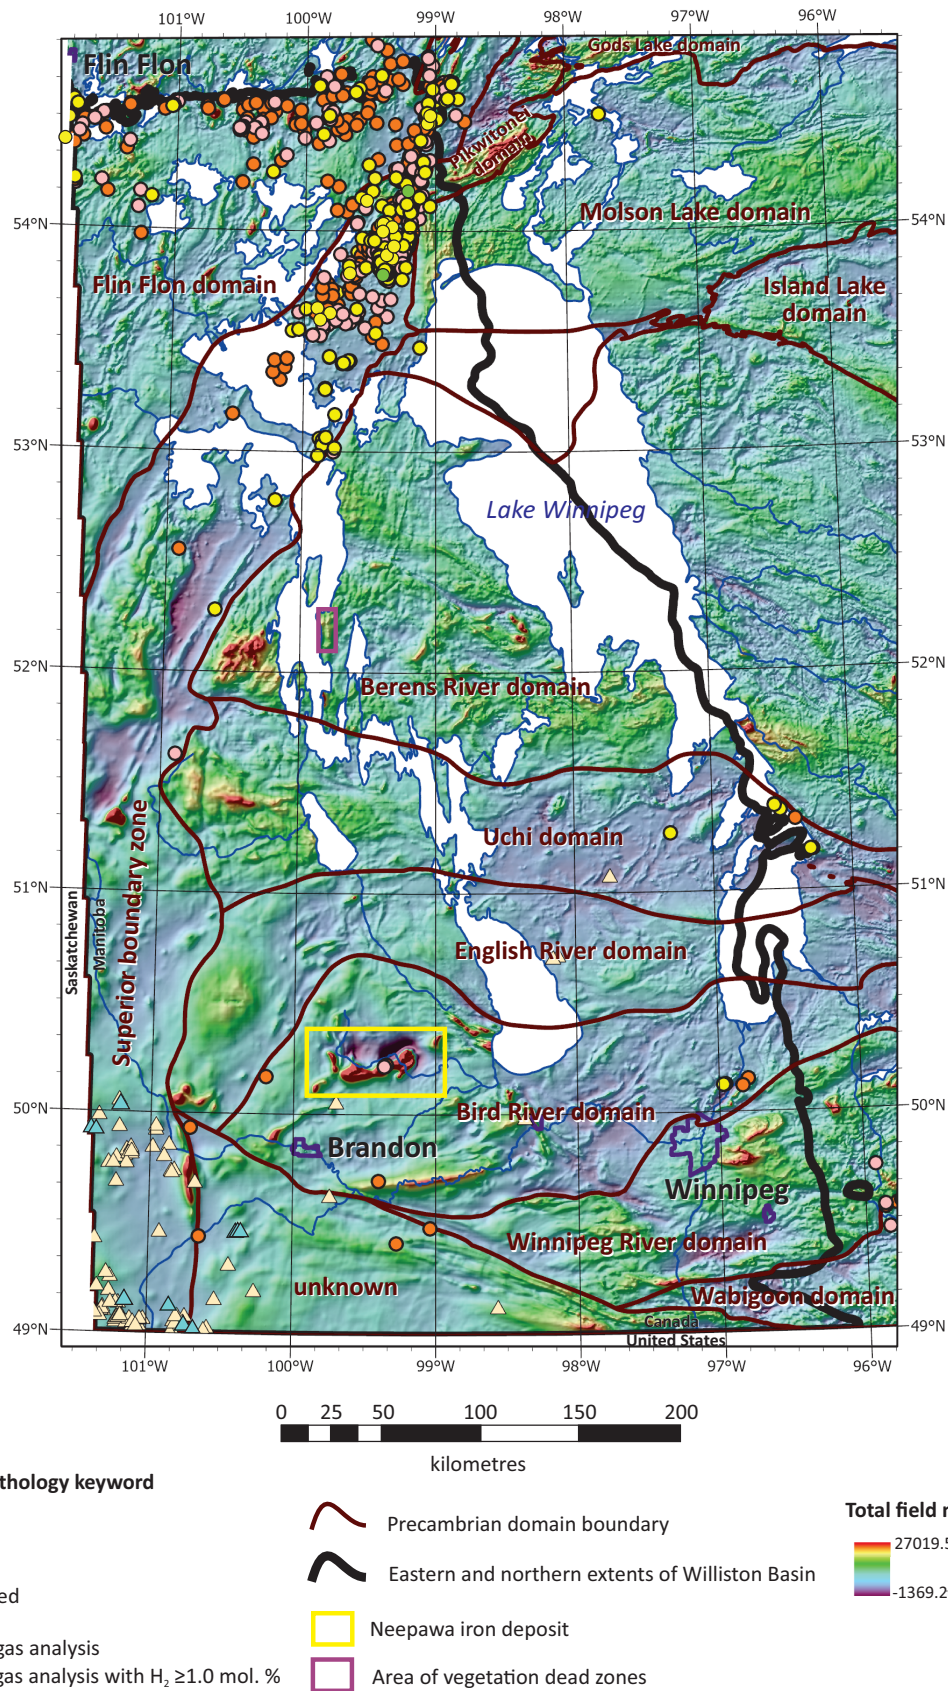 101°W 100°W 99°W 98°W 97°W 96°W
Gods Lake domain
Flin Flon
Pikwitonei
domain
54°N
54°N
Molson Lake domain
Flin Flon domain
Island Lake
domain
53°N
53°N
Lake Winnipeg
52°N
52°N
Berens River domain
Superior boundary zone
Uchi domain
51°N
51°N
Saskatchewan
Manitoba
English River domain
50°N
50°N
Bird River domain
Brandon
Winnipeg
Winnipeg River domain
unknown
Wabigoon domain
49°N
49°N
Canada
United States
101°W 100°W 99°W 98°W 97°W 96°W
0 25 50 100 150 200
kilometres
thology keyword
Precambrian domain boundary
Total field r
27019.5
-1369.2
Eastern and northern extents of Williston Basin
ed
Neepawa iron deposit
gas analysis
gas analysis with H₂ ≥1.0 mol. %
Area of vegetation dead zones